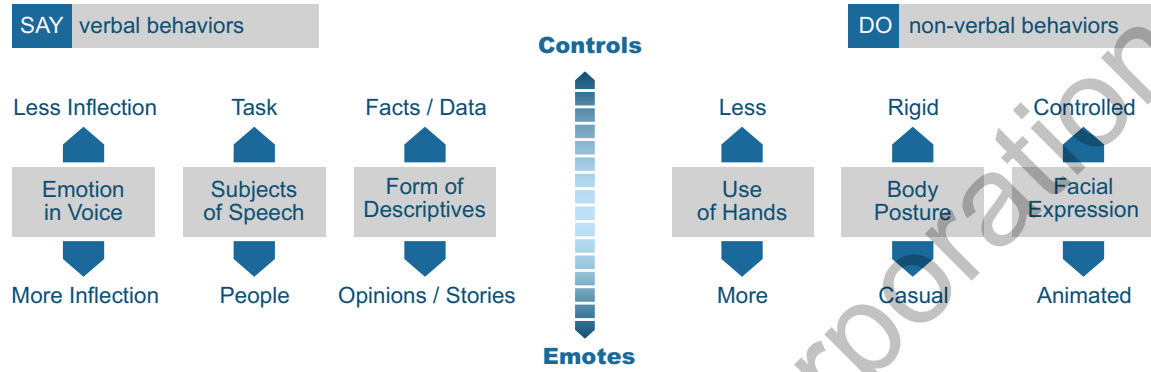 SAY verbal behaviors
DO non-verbal behaviors
Controls
Less Inflection
Task
Facts / Data
Less
Rigid
Controlled
Emotion
in Voice
Subjects
of Speech
Form of
Descriptives
Use
of Hands
Body
Posture
Facial
Expression
More Inflection
People
Opinions / Stories
More
Casual
Animated
Emotes
rporation